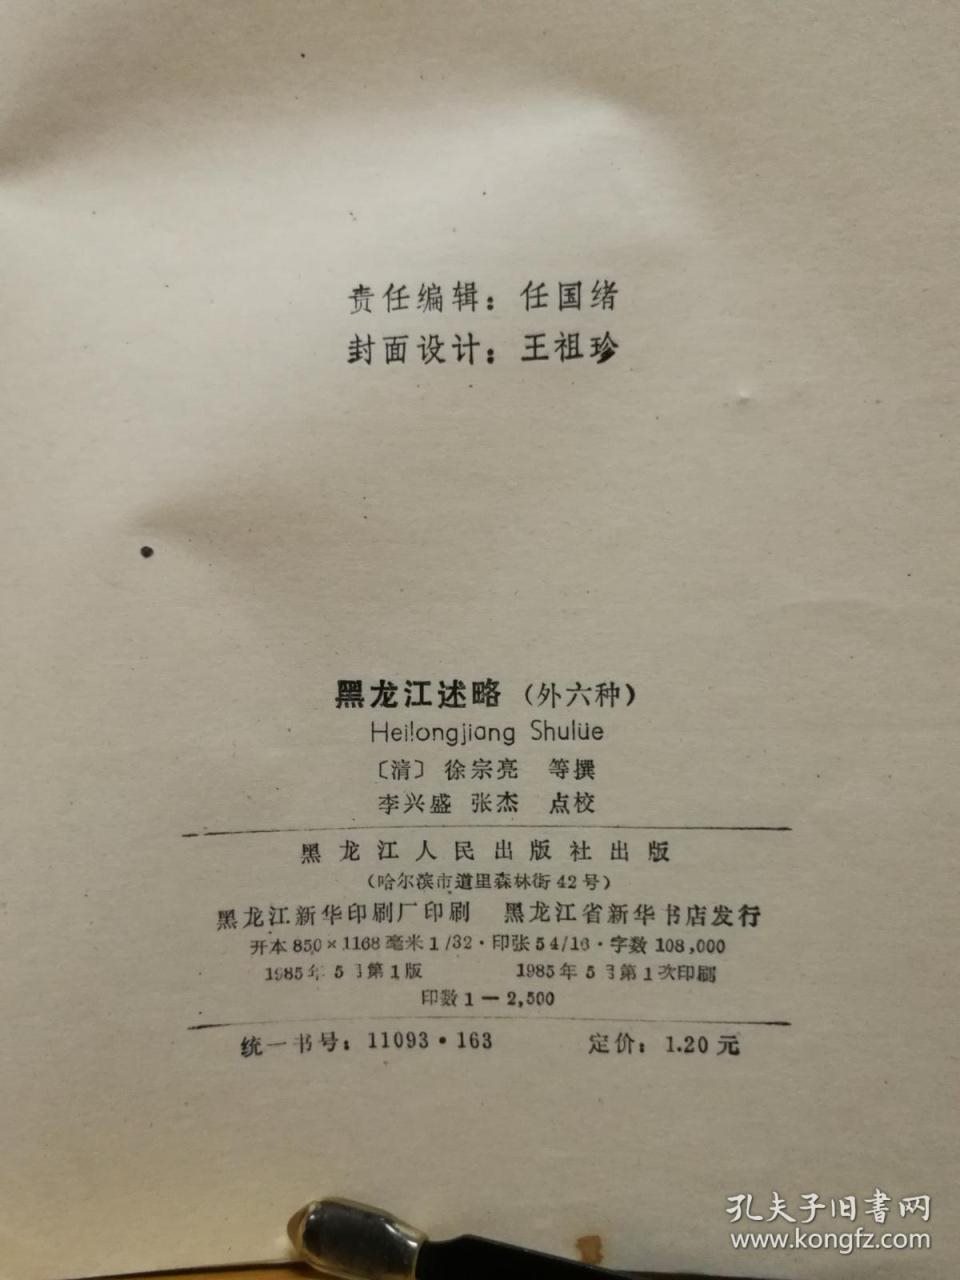 责任编辑：任国绪
封面设计：王祖珍
黑龙江述略（外六种）
Heilongjiang Shulüe
〔清〕徐宗亮 等撰
李兴盛 张杰 点校
黑龙江人民出版社出版
（哈尔滨市道里森林街42号）
黑龙江新华印刷厂印刷 黑龙江省新华书店发行
开本 850×1168毫米1/32·印张 5 4/16·字数 108,000
1985年5月第1版 1985年5月第1次印刷
印数1—2,500
统一书号：11093·163 定价：1.20元
孔夫子旧书网
www.kongfz.com